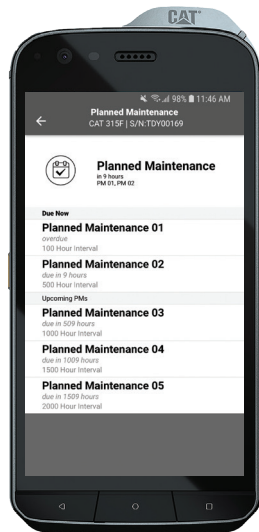 CAT
98% 11:46 AM
Planned Maintenance
CAT 315F | S/N:TDY00169
Planned Maintenance
in 9 hours
PM 01, PM 02
Due Now
Planned Maintenance 01
overdue
100 Hour Interval
Planned Maintenance 02
due in 9 hours
500 Hour Interval
Upcoming PMs
Planned Maintenance 03
due in 509 hours
1000 Hour Interval
Planned Maintenance 04
due in 1009 hours
1500 Hour Interval
Planned Maintenance 05
due in 1509 hours
2000 Hour Interval